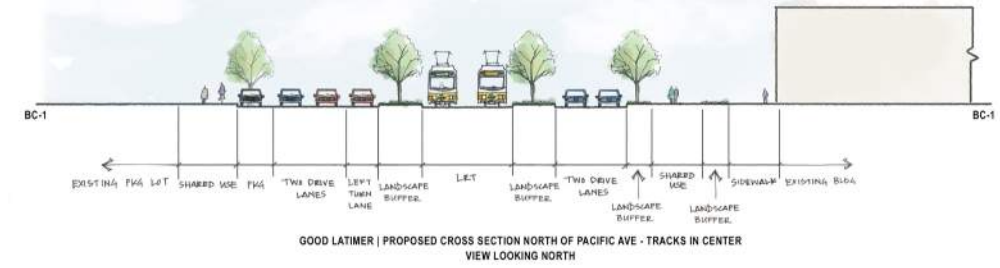 BC-1
BC-1
EXISTING PKG LOT
SHARED USE
PKG
TWO DRIVE
LANES
LEFT
TURN
LANE
LANDSCAPE
BUFFER
LRT
LANDSCAPE
BUFFER
TWO DRIVE
LANES
LANDSCAPE
BUFFER
SHARED
USE
LANDSCAPE
BUFFER
SIDEWALK
EXISTING BLDG
GOOD LATIMER | PROPOSED CROSS SECTION NORTH OF PACIFIC AVE - TRACKS IN CENTER
VIEW LOOKING NORTH